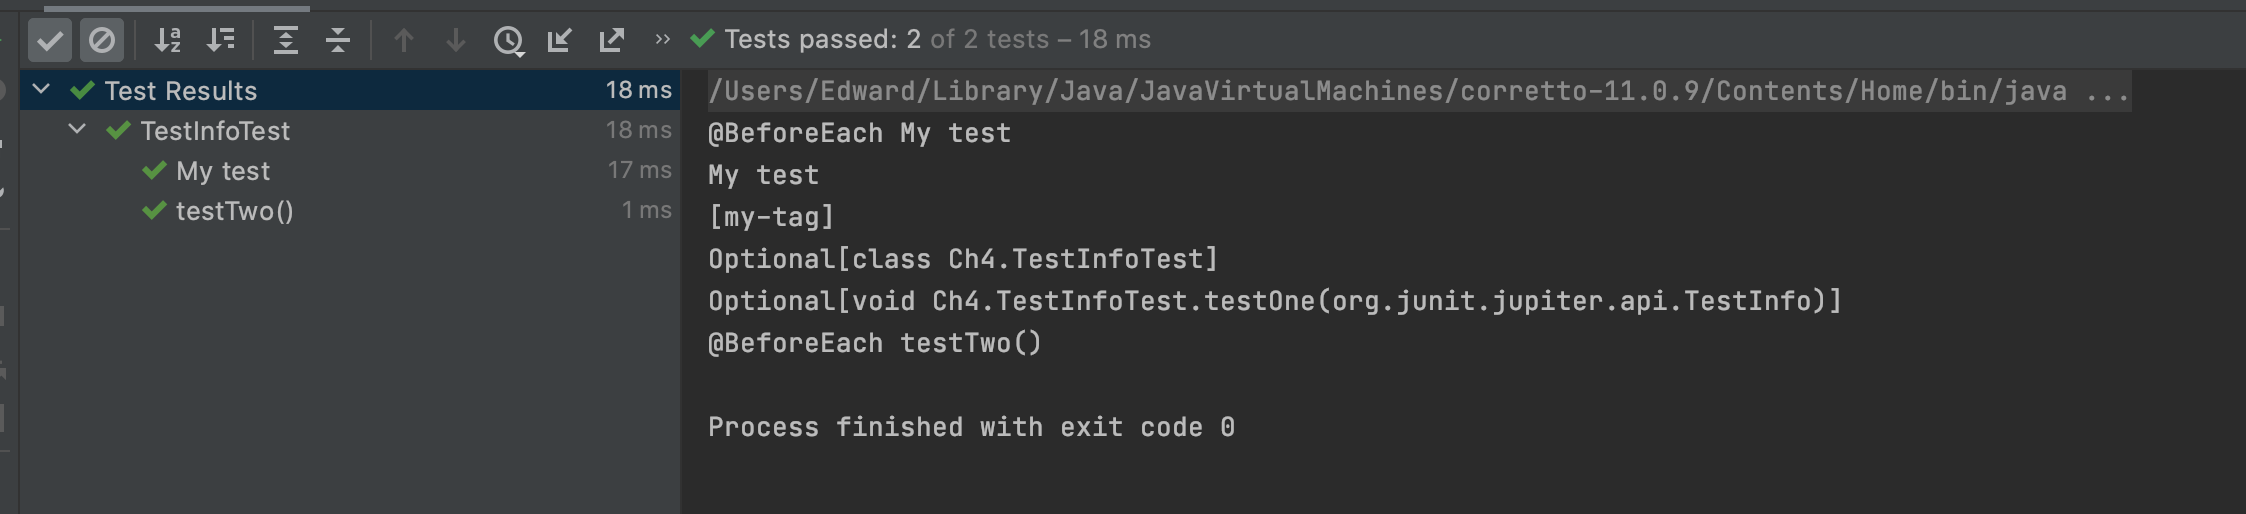 Tests passed: 2 of 2 tests – 18 ms
Test Results 18 ms
TestInfoTest 18 ms
My test 17 ms
testTwo() 1 ms
/Users/Edward/Library/Java/JavaVirtualMachines/corretto-11.0.9/Contents/Home/bin/java ...
@BeforeEach My test
My test
[my-tag]
Optional[class Ch4.TestInfoTest]
Optional[void Ch4.TestInfoTest.testOne(org.junit.jupiter.api.TestInfo)]
@BeforeEach testTwo()
Process finished with exit code 0